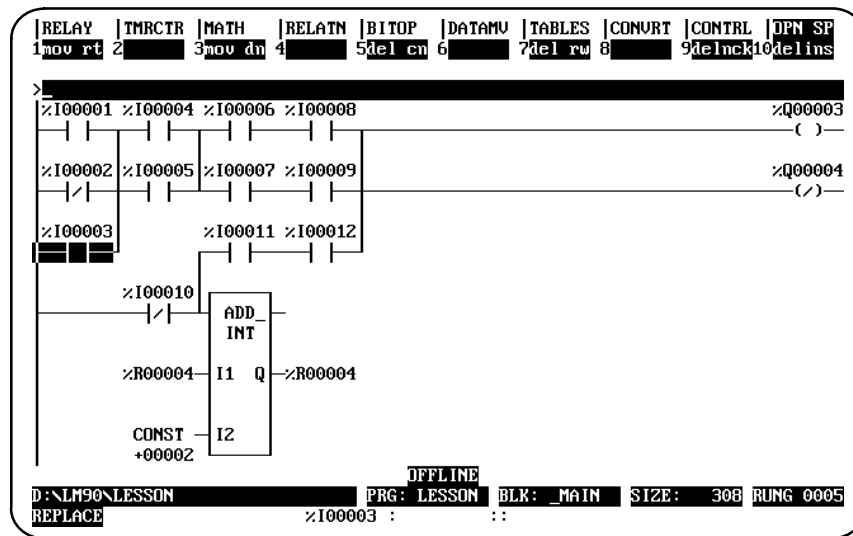 RELAY TMRCTR MATH RELATN BITOP DATAMV TABLES CONVRT CONTRL OPN SP
1mov rt 2 3mov dn 4 5del cn 6 7del rw 8 9delnck10delins
>_
%I00001 %I00004 %I00006 %I00008 %Q00003
%I00002 %I00005 %I00007 %I00009 %Q00004
%I00003 %I00011 %I00012
%I00010
ADD_
INT
%R00004 I1 Q %R00004
CONST I2
+00002
OFFLINE
D:\LM90\LESSON PRG: LESSON BLK: _MAIN SIZE: 308 RUNG 0005
REPLACE %I00003 : ::